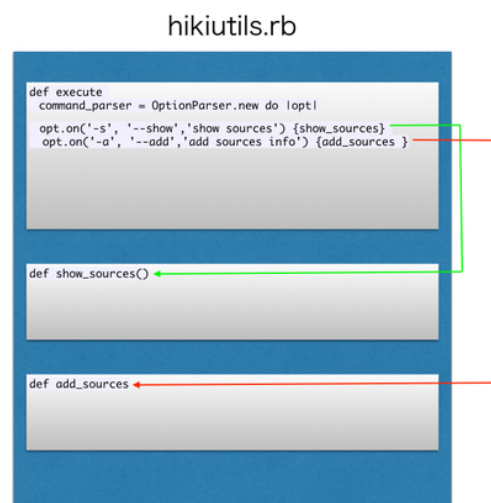 hikiutils.rb
def execute
command_parser = OptionParser.new do |opt|
opt.on('-s', '--show','show sources') {show_sources}
opt.on('-a', '--add','add sources info') {add_sources }
def show_sources()
def add_sources